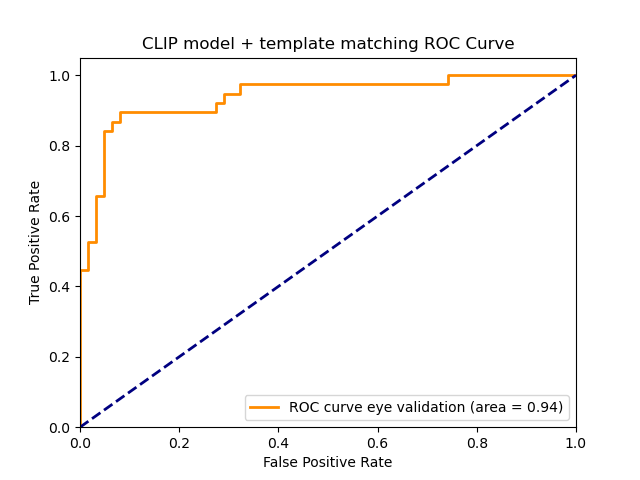 CLIP model + template matching ROC Curve
True Positive Rate
1.0
0.8
0.6
0.4
0.2
0.0
ROC curve eye validation (area = 0.94)
0.0 0.2 0.4 0.6 0.8 1.0
False Positive Rate